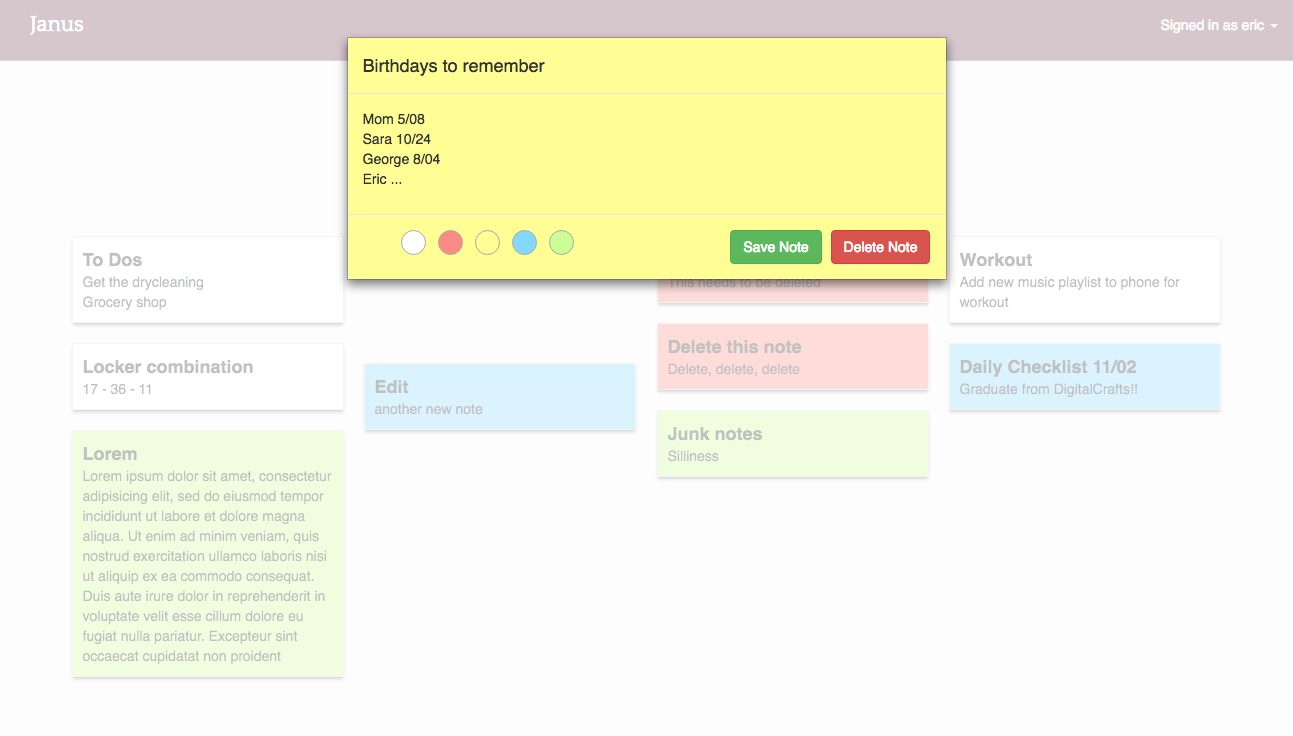 Janus
Signed in as eric
Birthdays to remember
Mom 5/08
Sara 10/24
George 8/04
Eric ...
Save Note
Delete Note
To Dos
Get the drycleaning
Grocery shop
Locker combination
17 - 36 - 11
Lorem
Lorem ipsum dolor sit amet, consectetur
adipisicing elit, sed do eiusmod tempor
incididunt ut labore et dolore magna
aliqua. Ut enim ad minim veniam, quis
nostrud exercitation ullamco laboris nisi
ut aliquip ex ea commodo consequat.
Duis aute irure dolor in reprehenderit in
voluptate velit esse cillum dolore eu
fugiat nulla pariatur. Excepteur sint
occaecat cupidatat non proident
Edit
another new note
This needs to be deleted
Delete this note
Delete, delete, delete
Junk notes
Silliness
Workout
Add new music playlist to phone for
workout
Daily Checklist 11/02
Graduate from DigitalCrafts!!